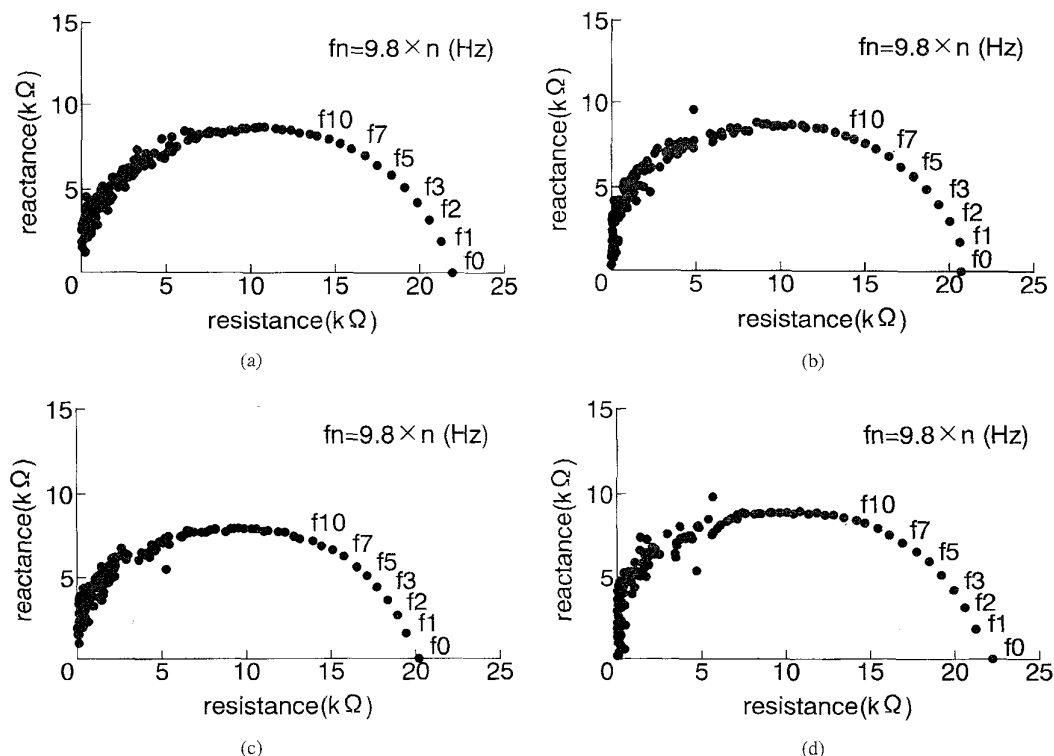 15
fn=9.8×n (Hz)
10
reactance(kΩ)
5
0
f10
f7
f5
f3
f2
f1
f0
0 5 10 15 20 25
resistance(kΩ)
(a)
15
fn=9.8×n (Hz)
10
reactance(kΩ)
5
0
f10
f7
f5
f3
f2
f1
f0
0 5 10 15 20 25
resistance(kΩ)
(b)
15
fn=9.8×n (Hz)
10
reactance(kΩ)
5
f10
f7
f5
f3
f2
f1
f0
0 5 10 15 20 25
resistance(kΩ)
(c)
15
fn=9.8×n (Hz)
10
reactance(kΩ)
5
f10
f7
f5
f3
f2
f1
f0
0 5 10 15 20 25
resistance(kΩ)
(d)